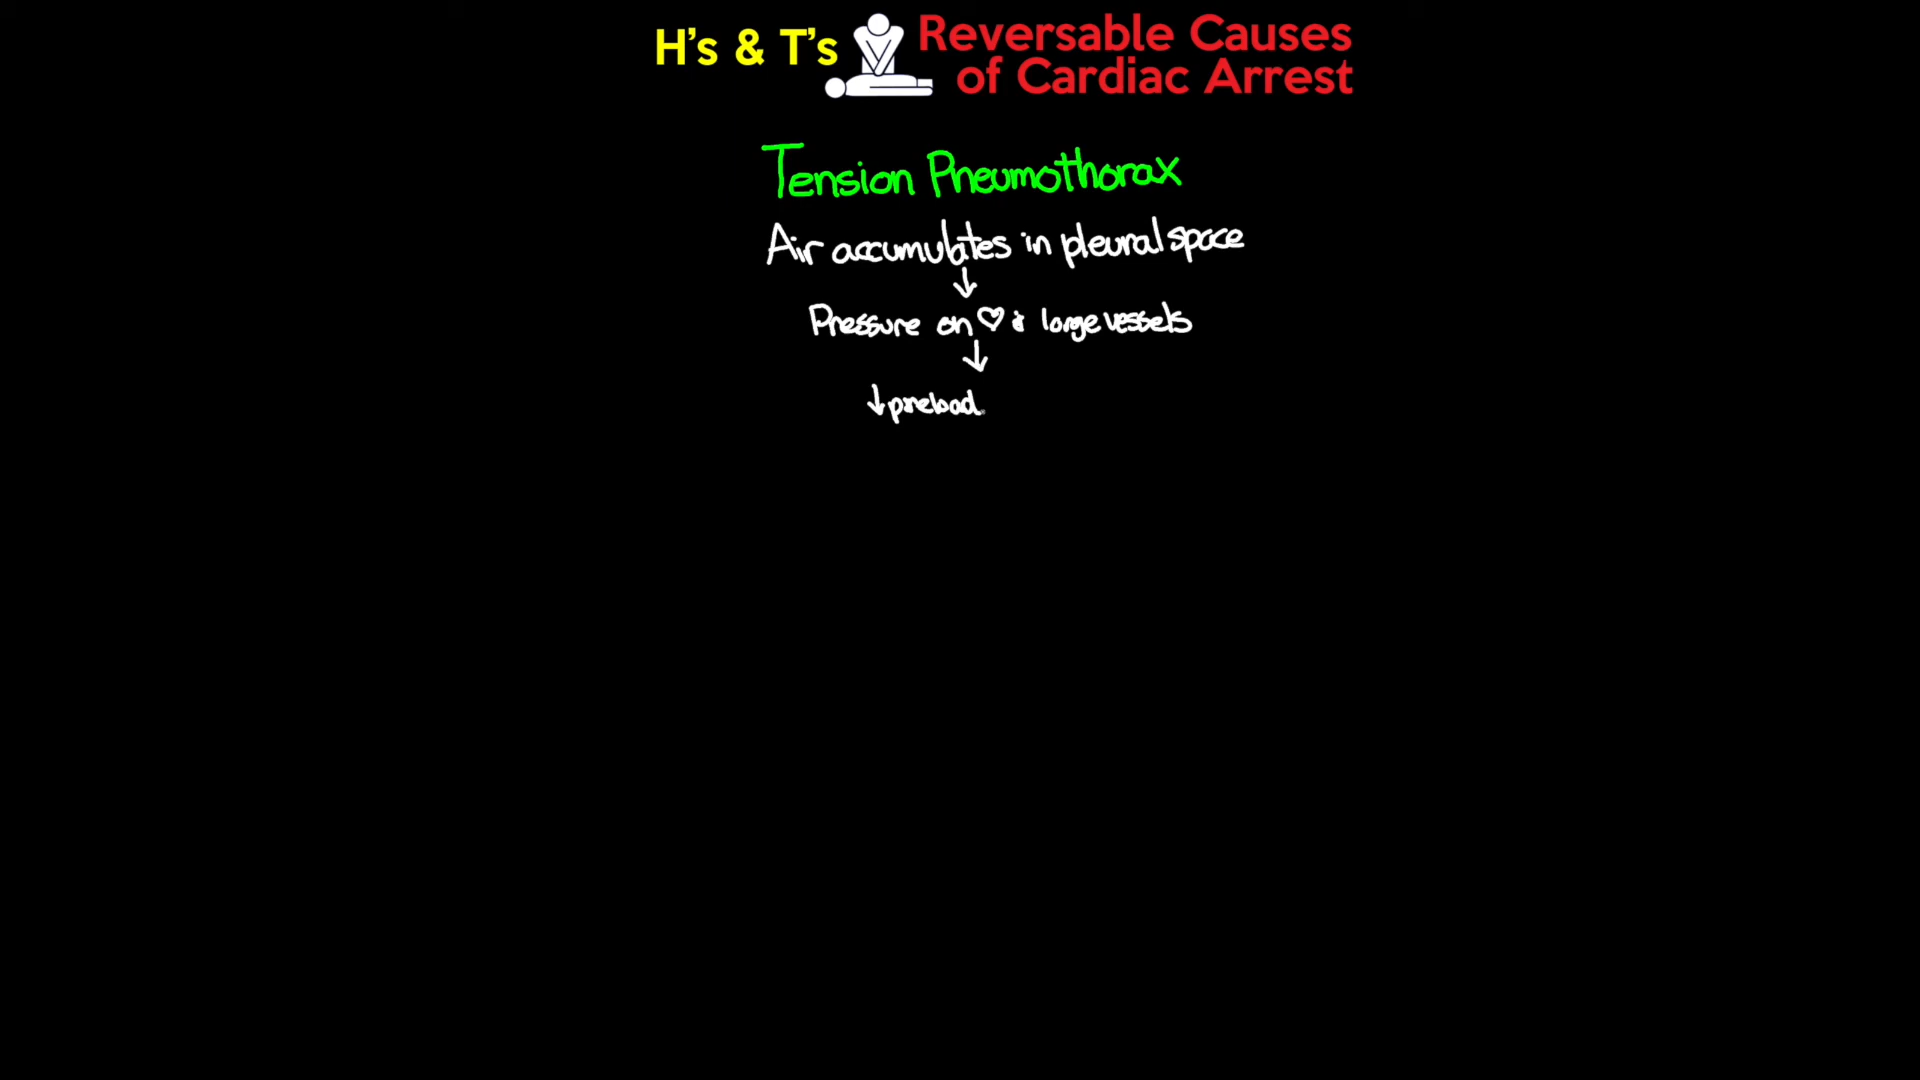 H's & T's
Reversable Causes
of Cardiac Arrest
Tension Pneumothorax
Air accumulates in pleural space
↓
Pressure on ♡ & large vessels
↓
↓preload